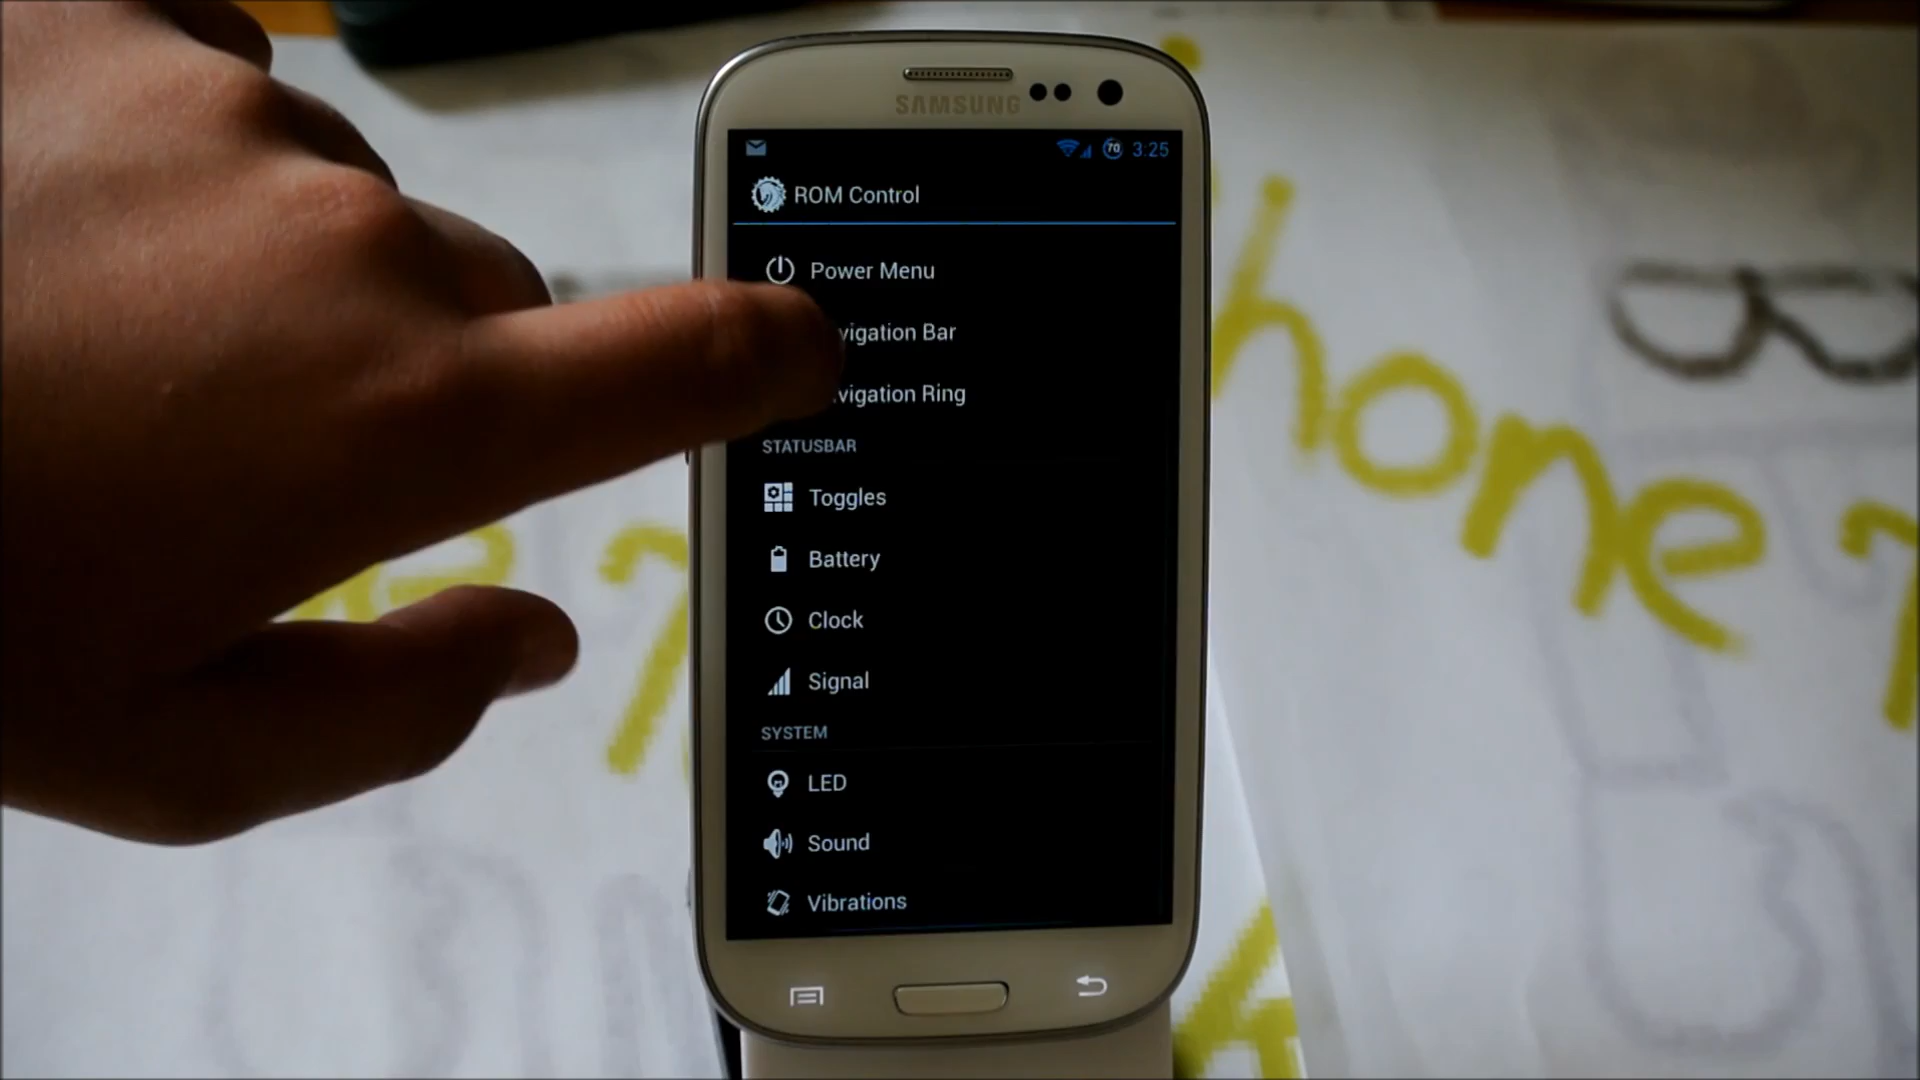 SAMSUNG
70 3:25
ROM Control
Power Menu
vigation Bar
vigation Ring
STATUSBAR
Toggles
Battery
Clock
Signal
SYSTEM
LED
Sound
Vibrations
hone